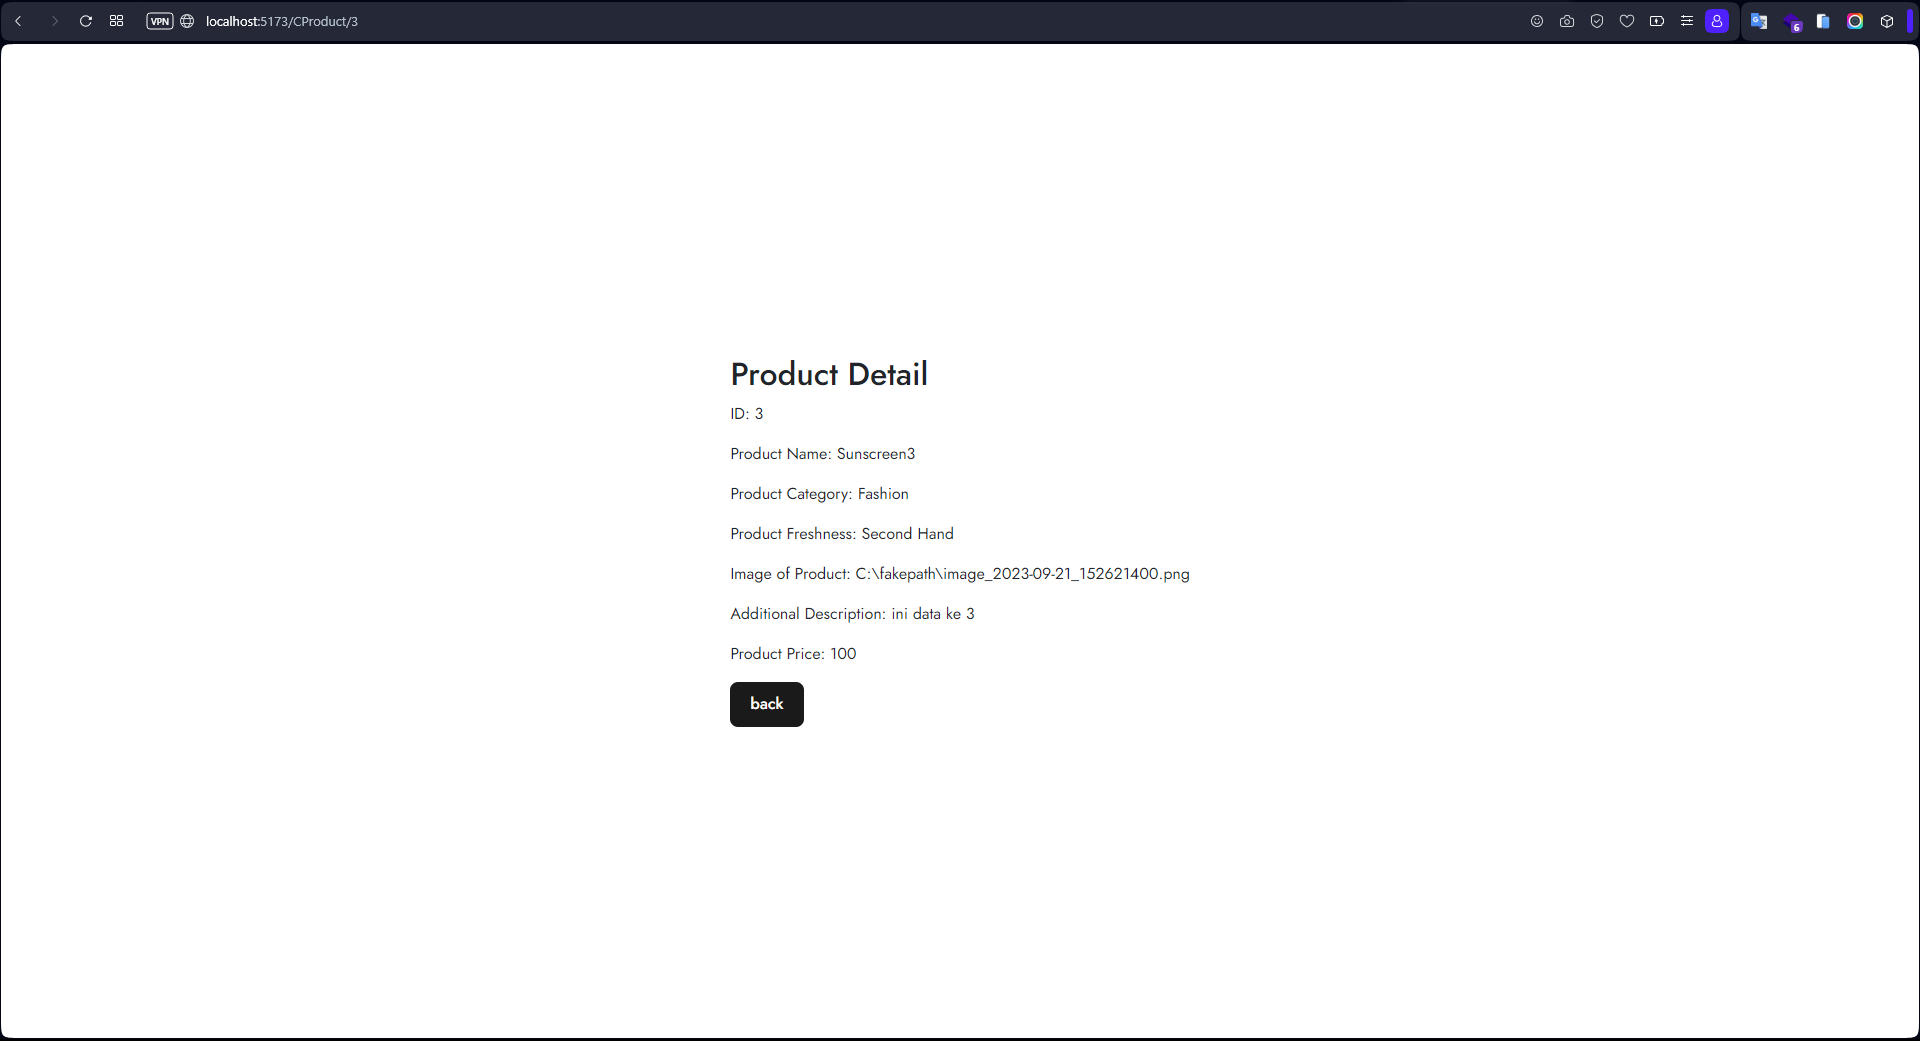 VPN localhost:5173/CProduct/3
6
Product Detail
ID: 3
Product Name: Sunscreen3
Product Category: Fashion
Product Freshness: Second Hand
Image of Product: C:\fakepath\image_2023-09-21_152621400.png
Additional Description: ini data ke 3
Product Price: 100
back